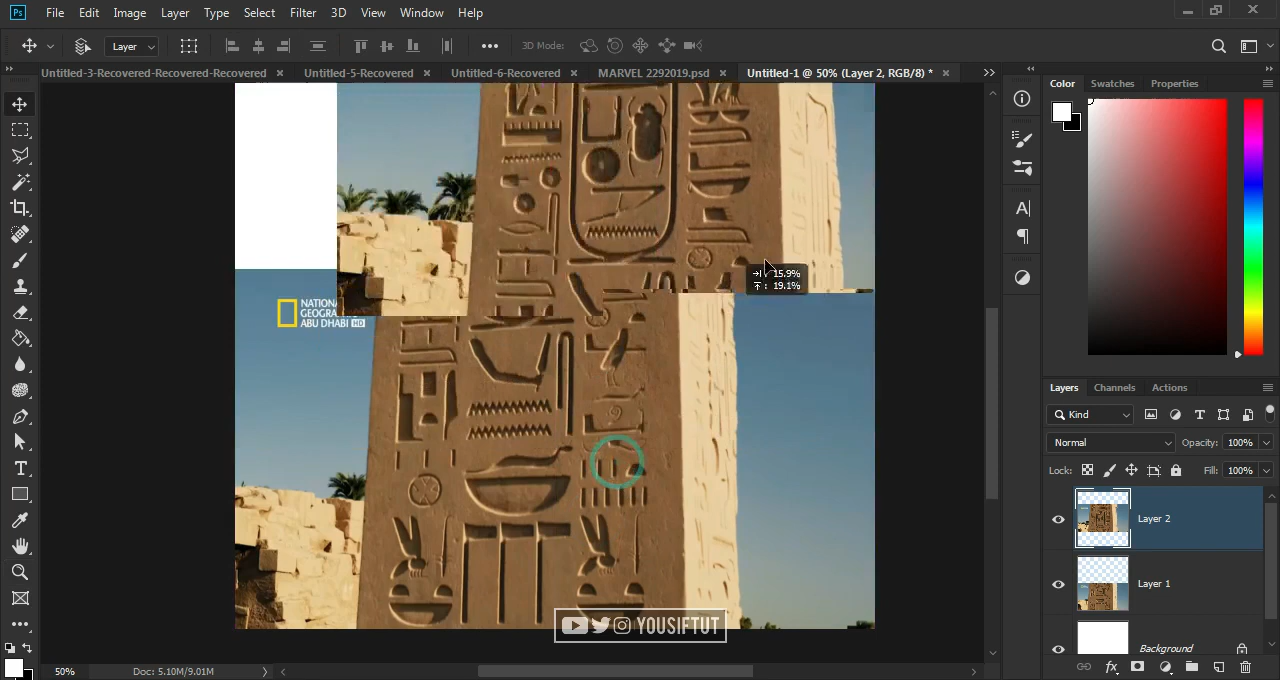 Ps File Edit Image Layer Type Select Filter 3D View Window Help
Layer 3D Mode:
Untitled-3-Recovered-Recovered-Recovered × Untitled-5-Recovered × Untitled-6-Recovered × MARVEL 2292019.psd × Untitled-1 @ 50% (Layer 2, RGB/8) * ×
Color Swatches Properties
15.9%
19.1%
NATIONAL
ABU DHABI HD
Layers Channels Actions
Kind
Normal Opacity: 100%
Lock: Fill: 100%
Layer 2
Layer 1
Background
YOUSIFTUT
50% Doc: 5.10M/9.01M